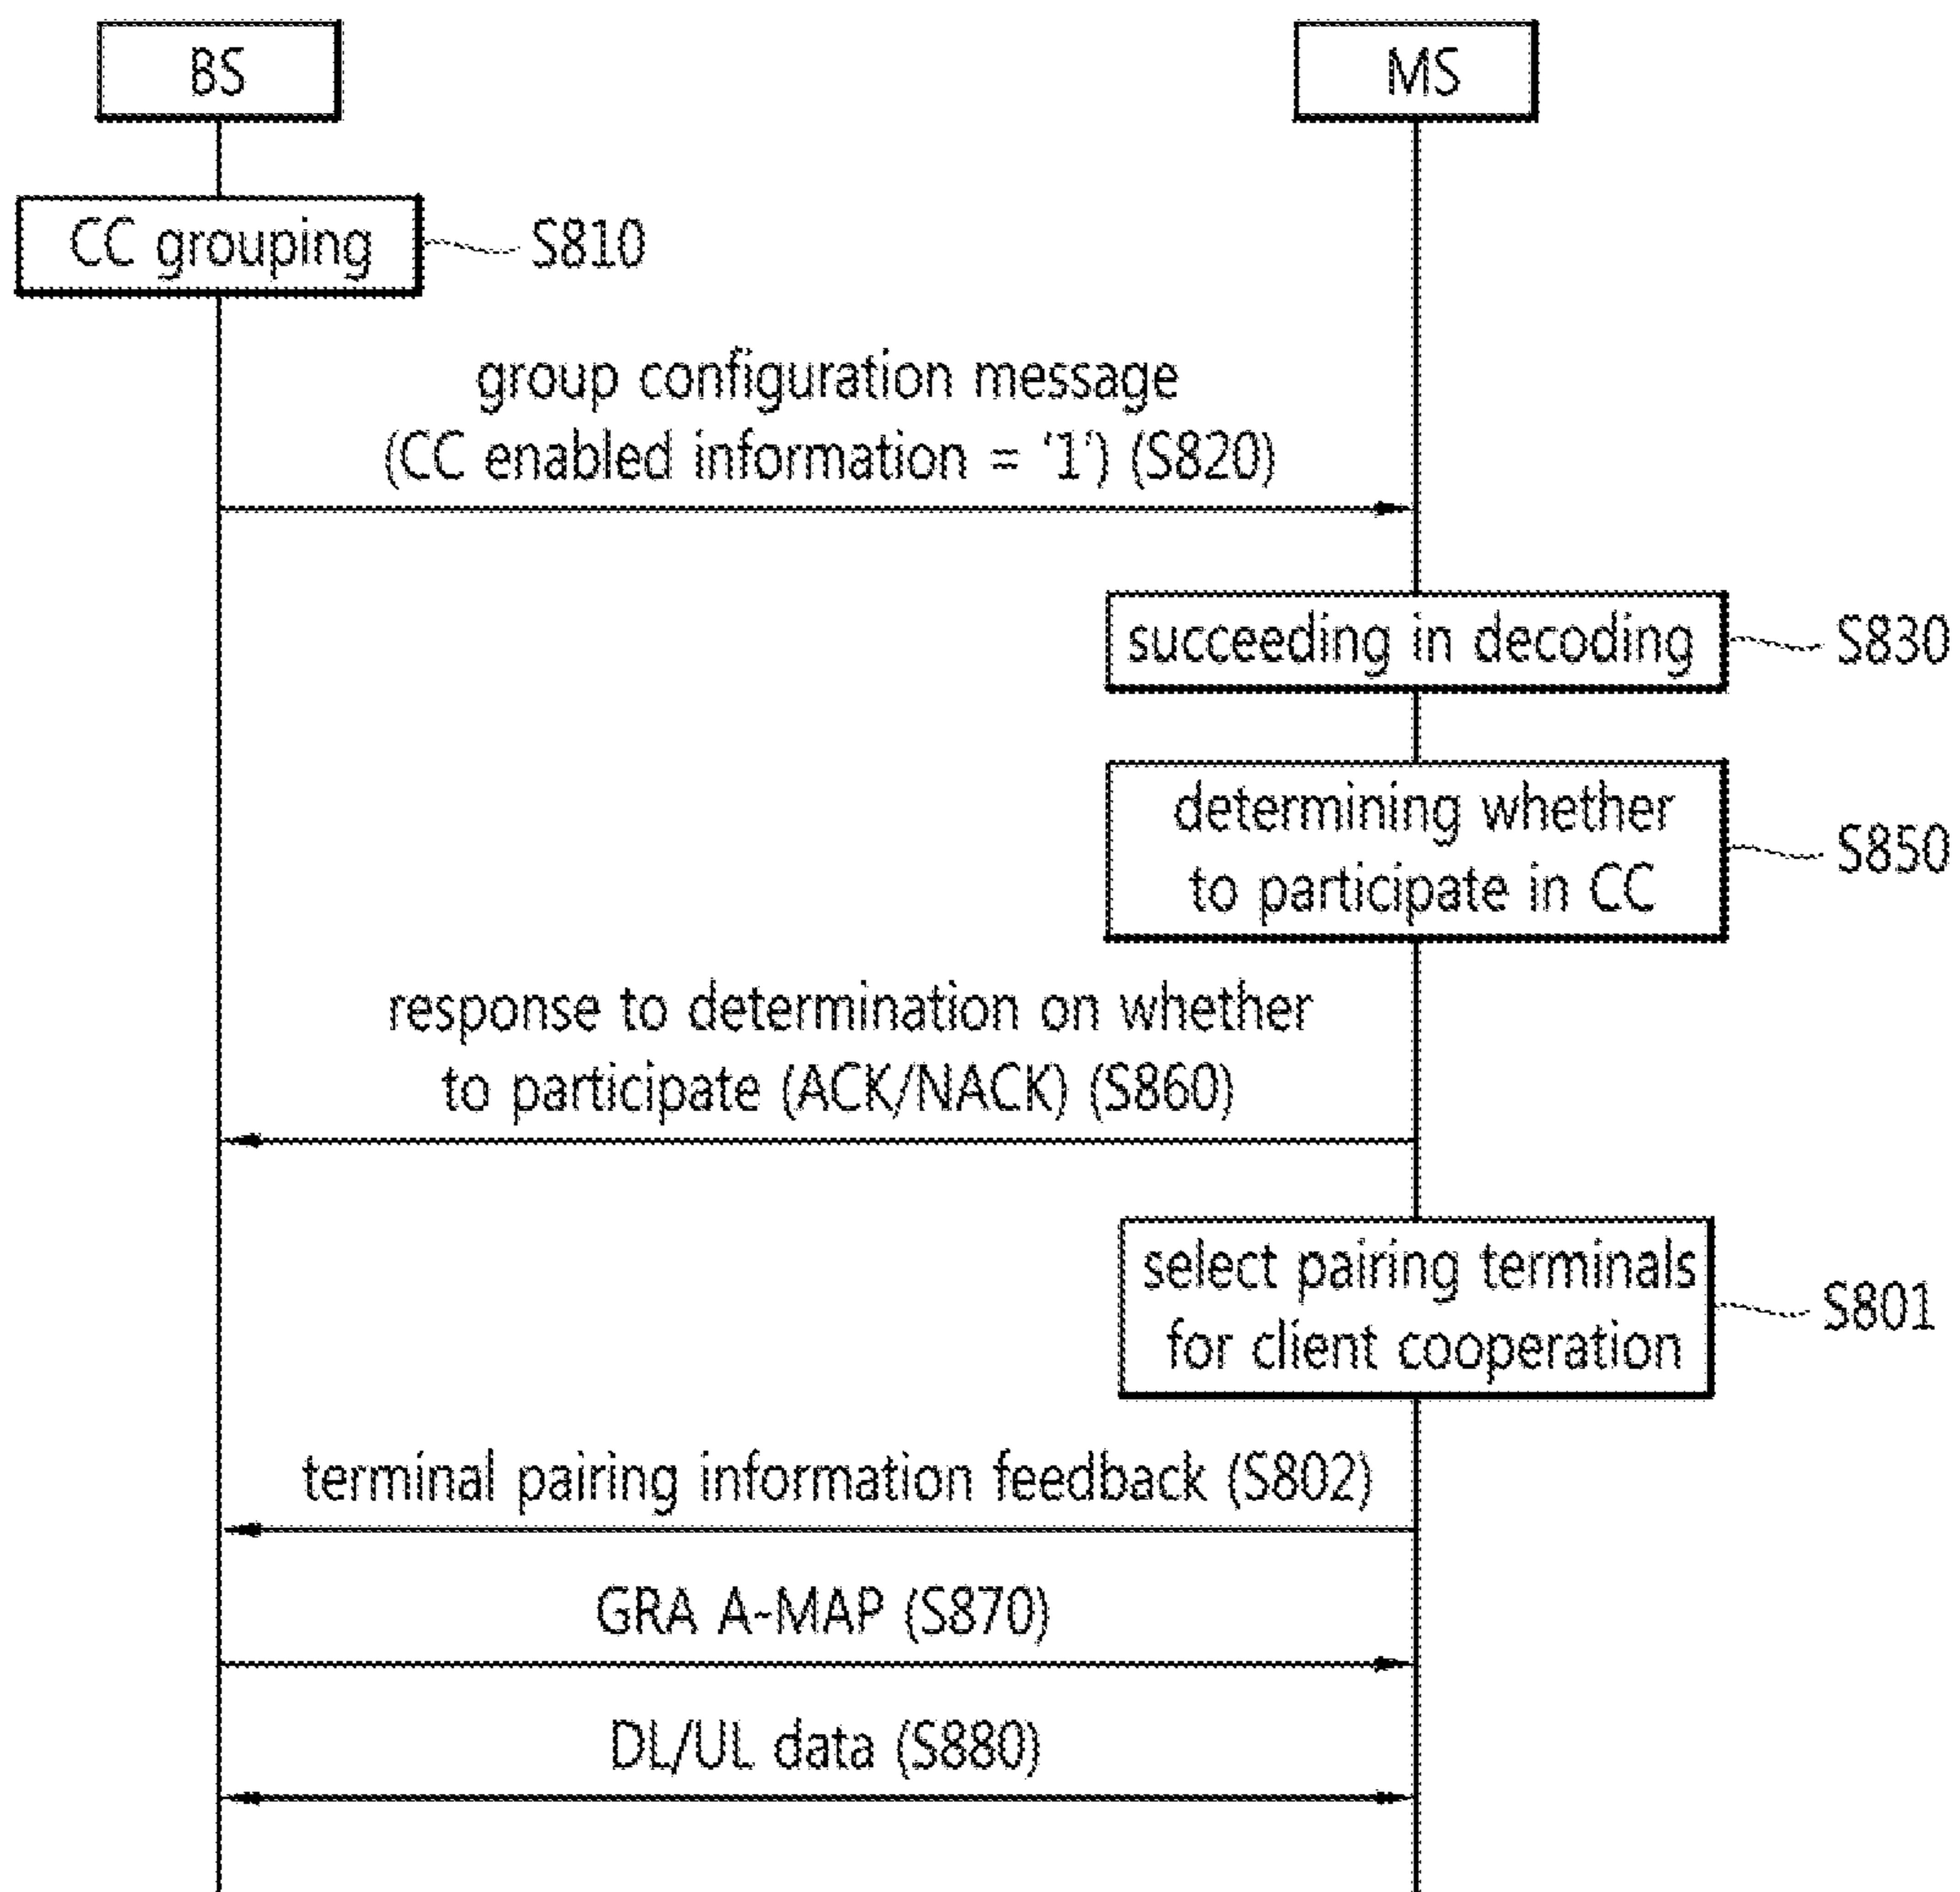 BS
MS
CC grouping
S810
group configuration message
(CC enabled information = '1') (S820)
succeeding in decoding
S830
determining whether
to participate in CC
S850
response to determination on whether
to participate (ACK/NACK) (S860)
select pairing terminals
for client cooperation
S801
terminal pairing information feedback (S802)
GRA A-MAP (S870)
DL/UL data (S880)